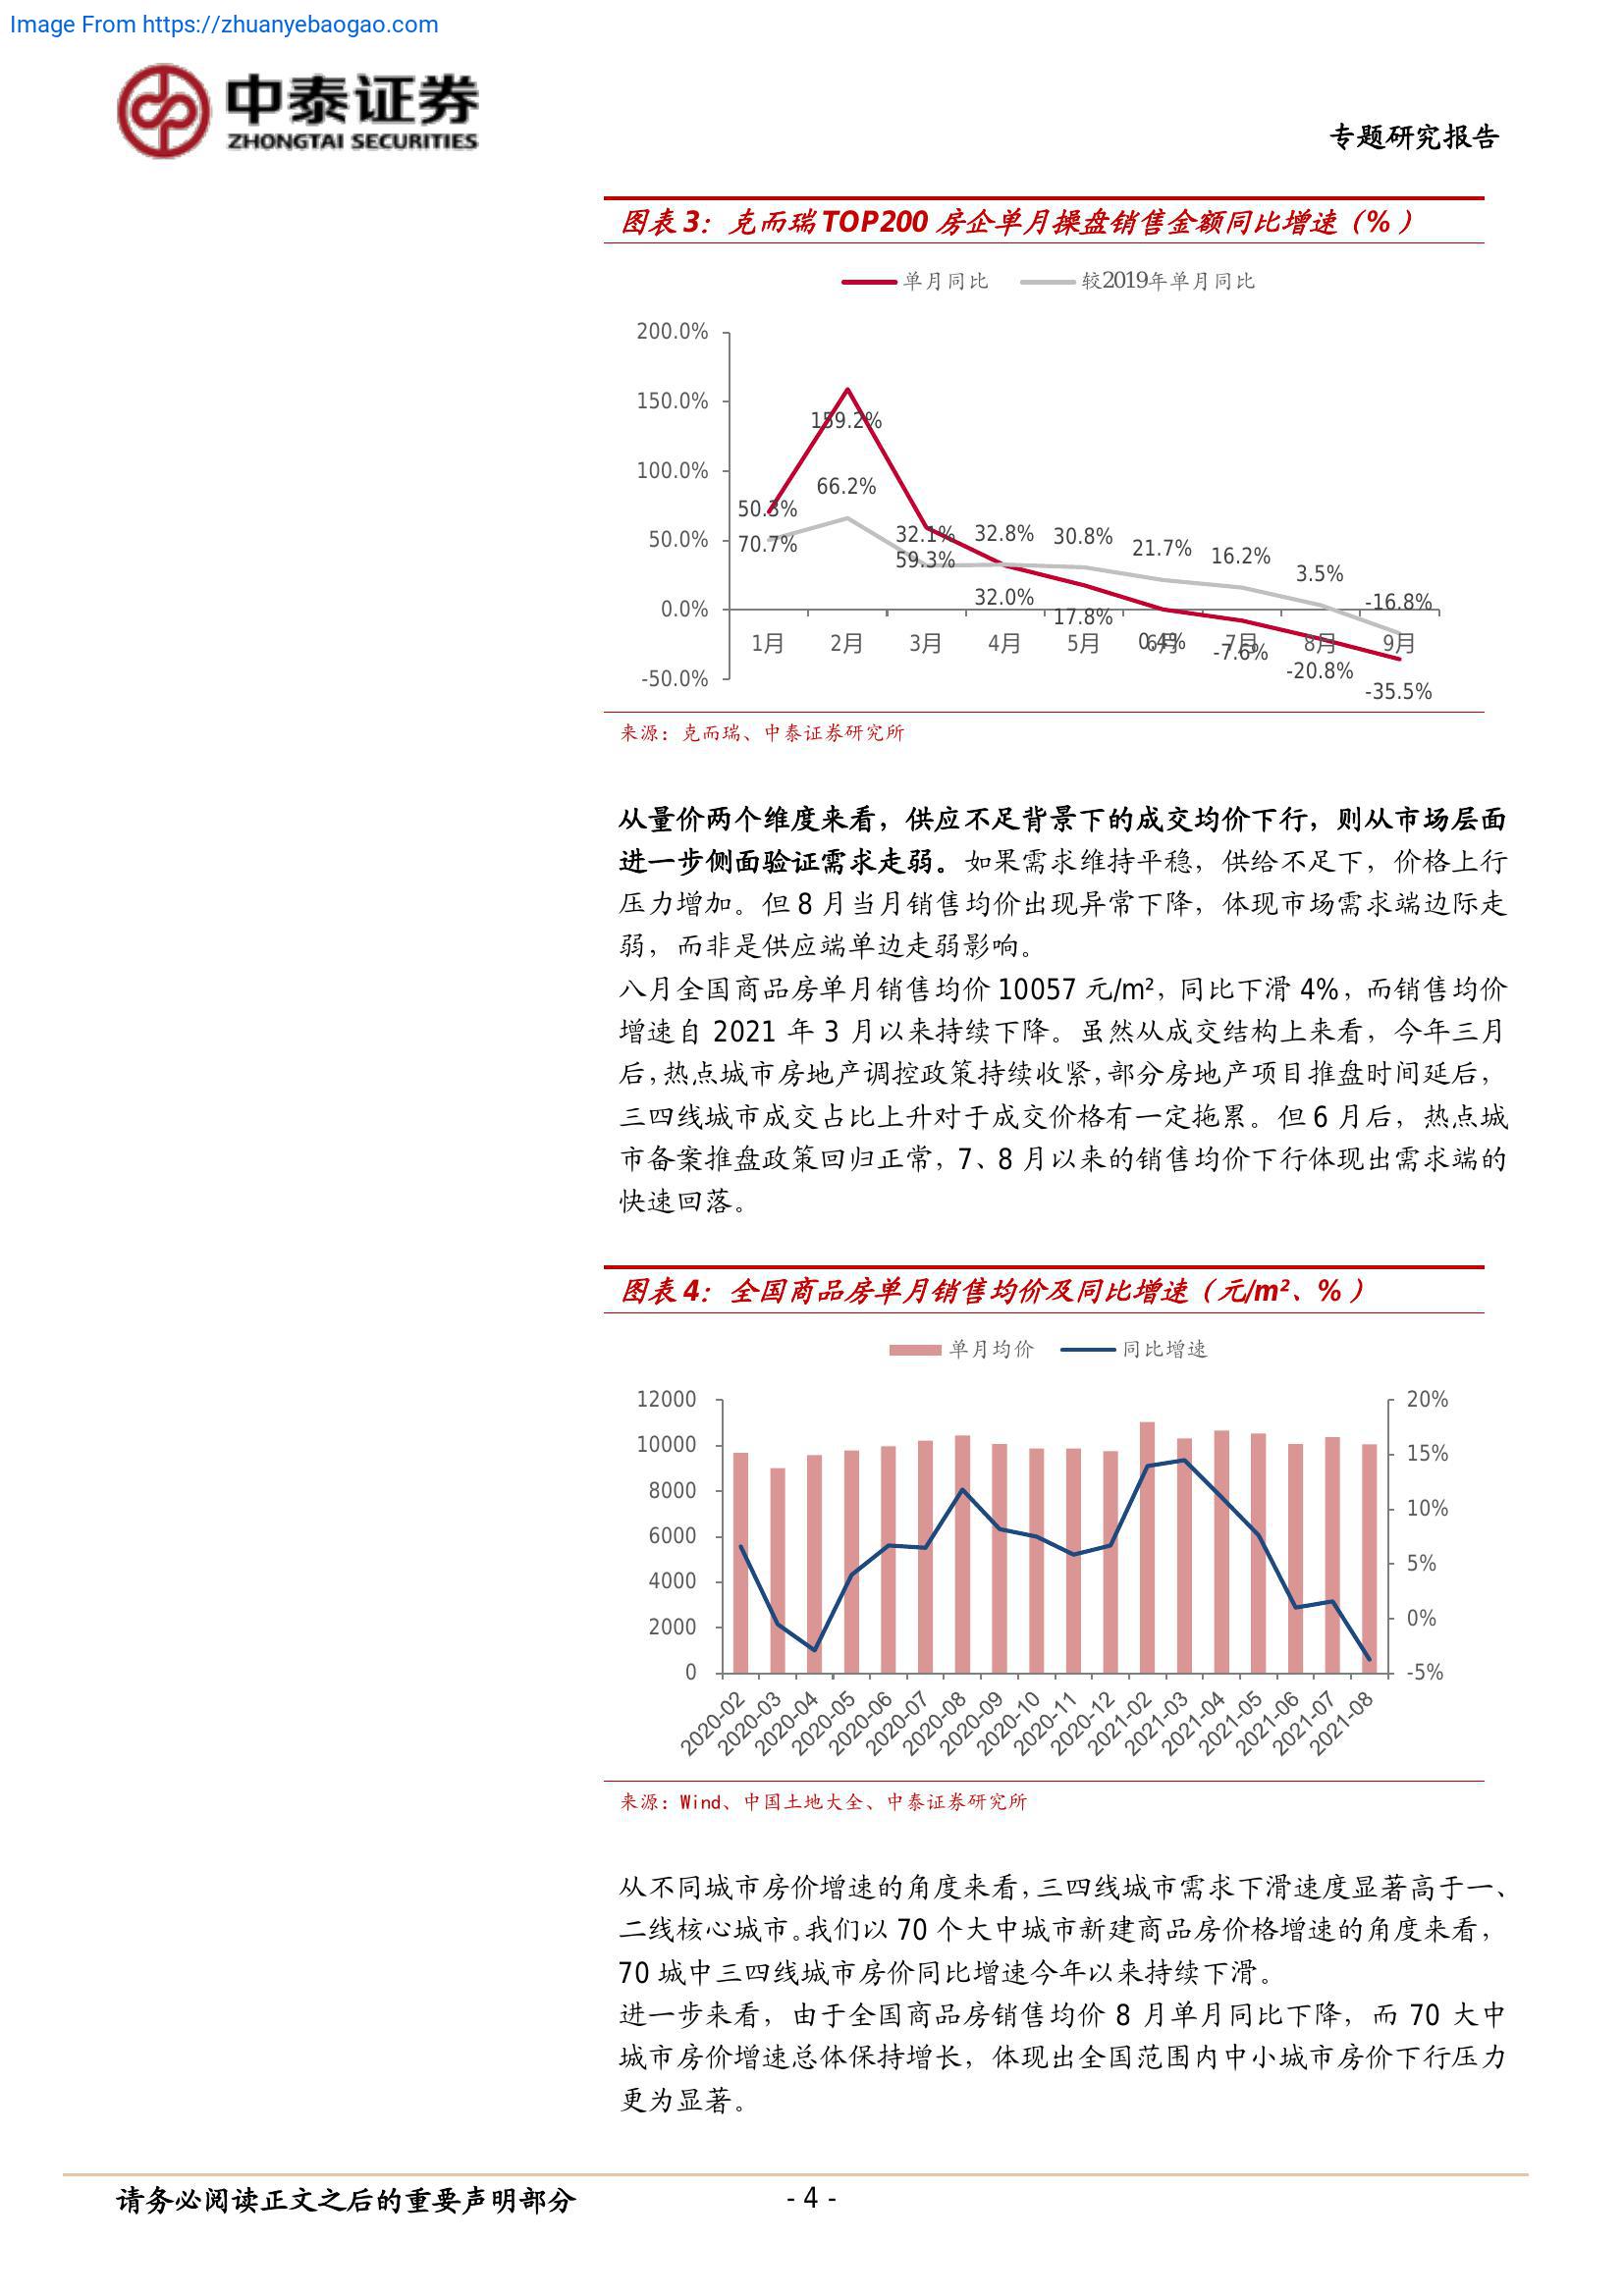 Image From https://zhuanyebaogao.com
中泰证券
ZHONGTAI SECURITIES
专题研究报告
图表 3：克而瑞 TOP200 房企单月操盘销售金额同比增速（%）
单月同比 较2019年单月同比
200.0%
150.0%
100.0%
50.0%
0.0%
-50.0%
159.2%
66.2%
50.3%
70.7%
32.1%
59.3%
32.8%
32.0%
30.8%
17.8%
21.7%
0.4%
16.2%
-7.6%
3.5%
-20.8%
-16.8%
-35.5%
1月 2月 3月 4月 5月 6月 7月 8月 9月
来源：克而瑞、中泰证券研究所
从量价两个维度来看，供应不足背景下的成交均价下行，则从市场层面
进一步侧面验证需求走弱。如果需求维持平稳，供给不足下，价格上行
压力增加。但 8 月当月销售均价出现异常下降，体现市场需求端边际走
弱，而非是供应端单边走弱影响。
八月全国商品房单月销售均价 10057 元/m²，同比下滑 4%，而销售均价
增速自 2021 年 3 月以来持续下降。虽然从成交结构上来看，今年三月
后，热点城市房地产调控政策持续收紧，部分房地产项目推盘时间延后，
三四线城市成交占比上升对于成交价格有一定拖累。但 6 月后，热点城
市备案推盘政策回归正常，7、8 月以来的销售均价下行体现出需求端的
快速回落。
图表 4：全国商品房单月销售均价及同比增速（元/m²、%）
单月均价 同比增速
12000
10000
8000
6000
4000
2000
0
20%
15%
10%
5%
0%
-5%
2020-02 2020-03 2020-04 2020-05 2020-06 2020-07 2020-08 2020-09 2020-10 2020-11 2020-12 2021-02 2021-03 2021-04 2021-05 2021-06 2021-07 2021-08
来源：Wind、中国土地大全、中泰证券研究所
从不同城市房价增速的角度来看，三四线城市需求下滑速度显著高于一、
二线核心城市。我们以 70 个大中城市新建商品房价格增速的角度来看，
70 城中三四线城市房价同比增速今年以来持续下滑。
进一步来看，由于全国商品房销售均价 8 月单月同比下降，而 70 大中
城市房价增速总体保持增长，体现出全国范围内中小城市房价下行压力
更为显著。
请务必阅读正文之后的重要声明部分
- 4 -